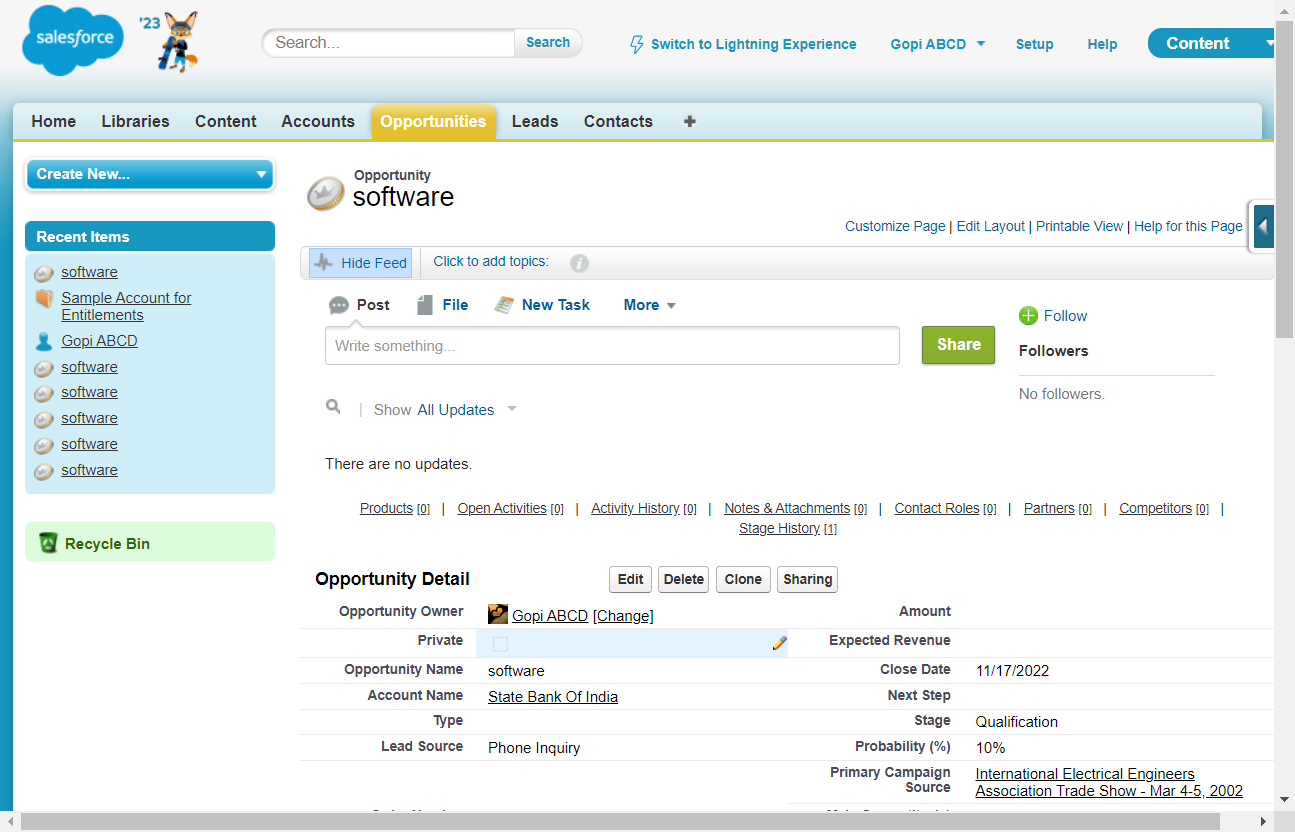 salesforce
'23
Search...
Search
Switch to Lightning Experience
Gopi ABCD
Setup
Help
Content
Home
Libraries
Content
Accounts
Opportunities
Leads
Contacts
Create New...
Recent Items
software
Sample Account for
Entitlements
Gopi ABCD
software
software
software
software
software
Recycle Bin
Opportunity
software
Customize Page | Edit Layout | Printable View | Help for this Page
Hide Feed
Click to add topics:
Post
File
New Task
More
Write something...
Share
Follow
Followers
No followers.
Show All Updates
There are no updates.
Products [0] | Open Activities [0] | Activity History [0] | Notes & Attachments [0] | Contact Roles [0] | Partners [0] | Competitors [0] |
Stage History [1]
Opportunity Detail
Edit
Delete
Clone
Sharing
Opportunity Owner Gopi ABCD [Change]
Amount
Private
Expected Revenue
Opportunity Name software
Close Date 11/17/2022
Account Name State Bank Of India
Next Step
Type
Stage Qualification
Lead Source Phone Inquiry
Probability (%) 10%
Primary Campaign
Source
International Electrical Engineers
Association Trade Show - Mar 4-5, 2002